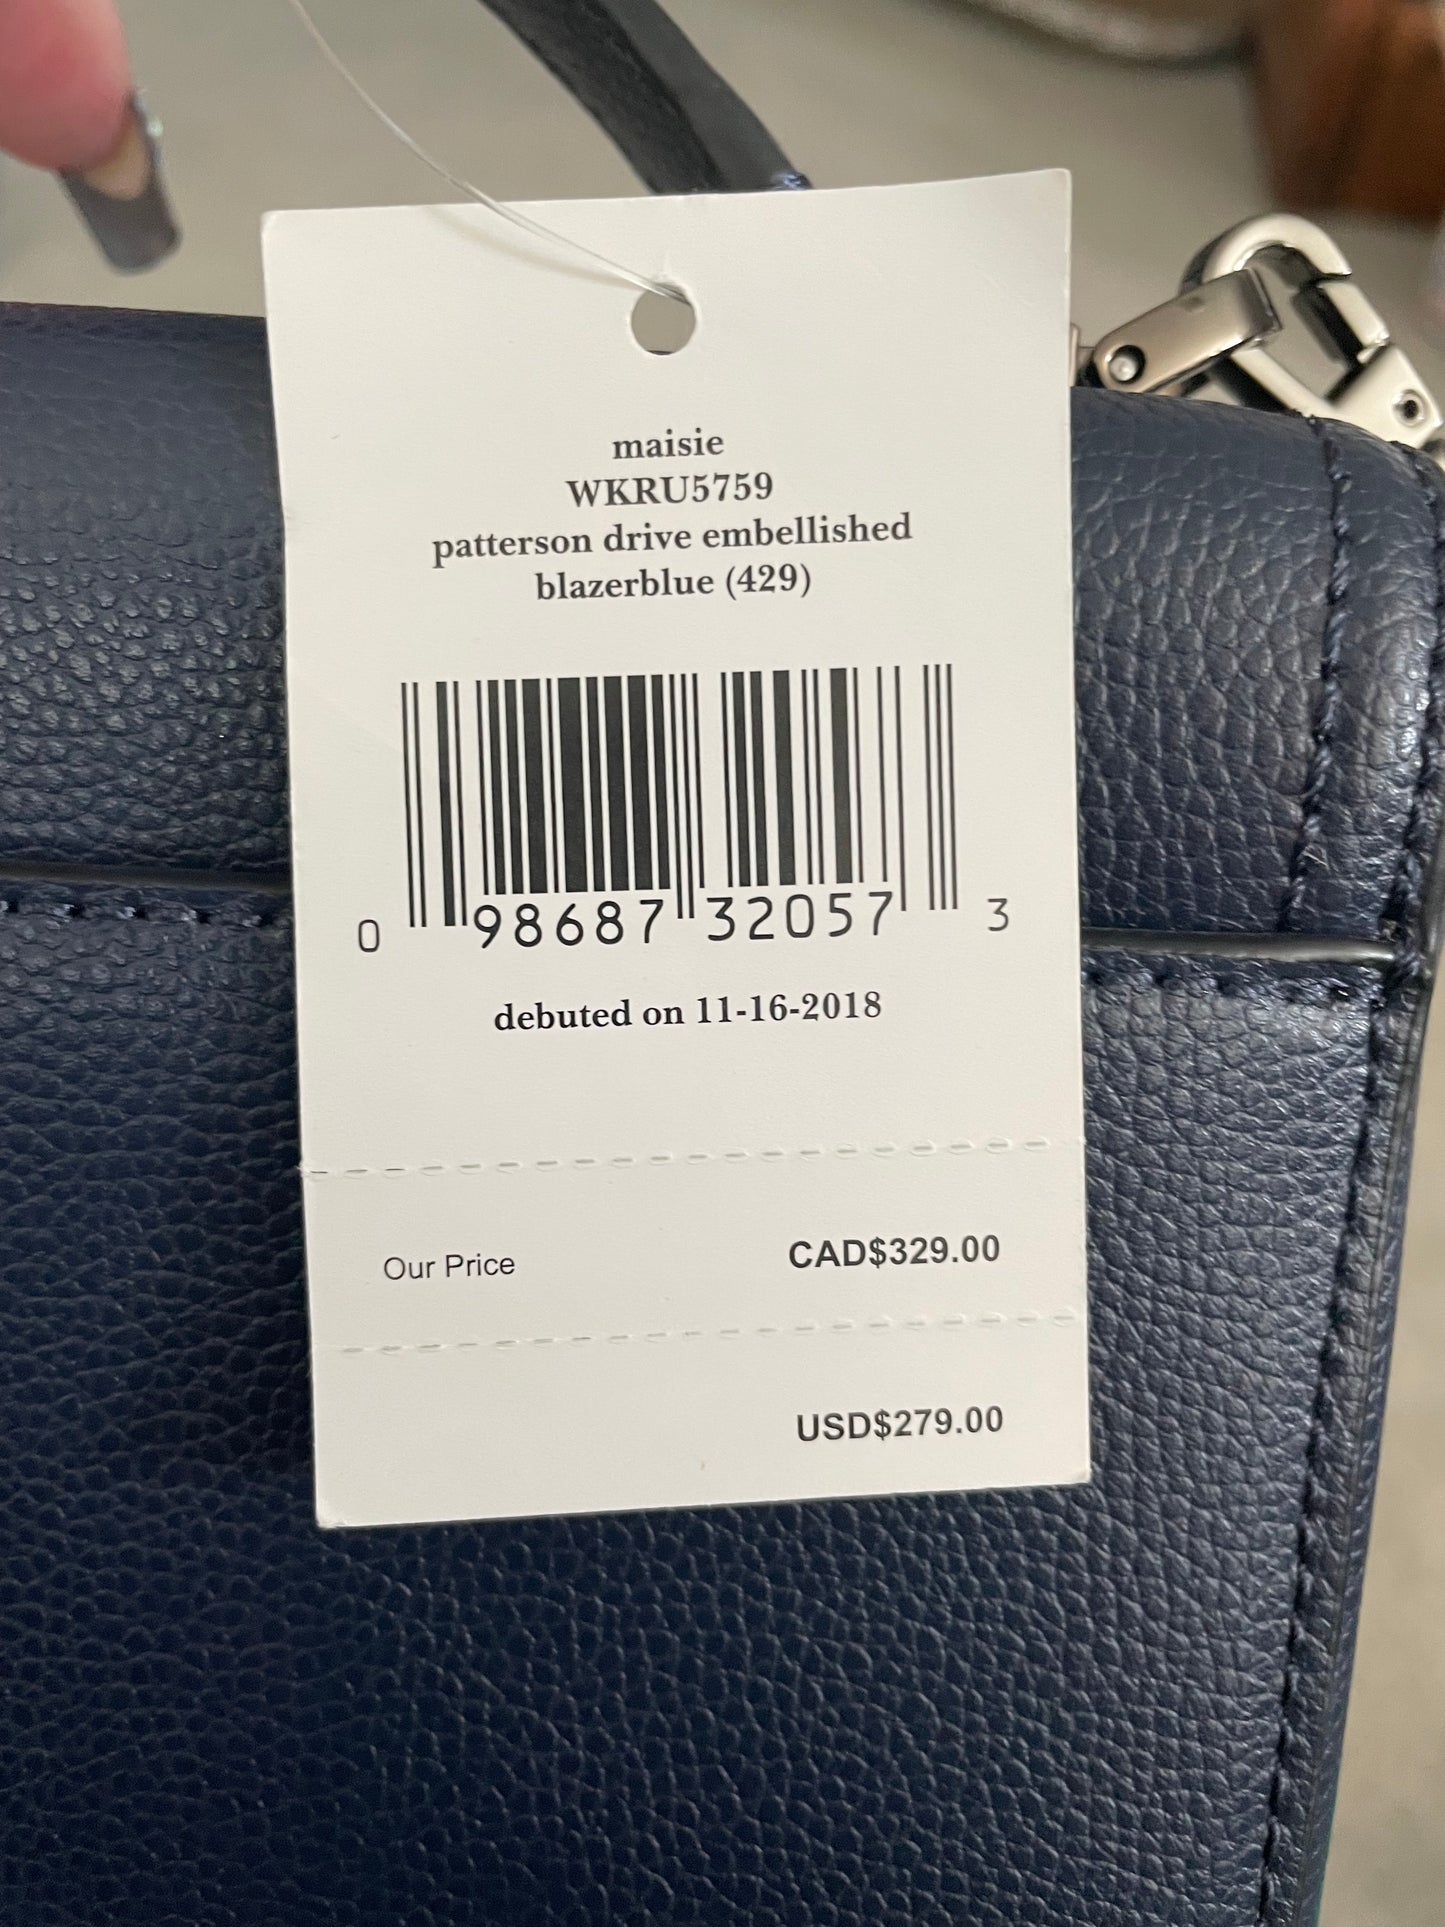 maisie
WKRU5759
patterson drive embellished
blazerblue (429)
0 98687 32057 3
debuted on 11-16-2018
Our Price CAD$329.00
USD$279.00